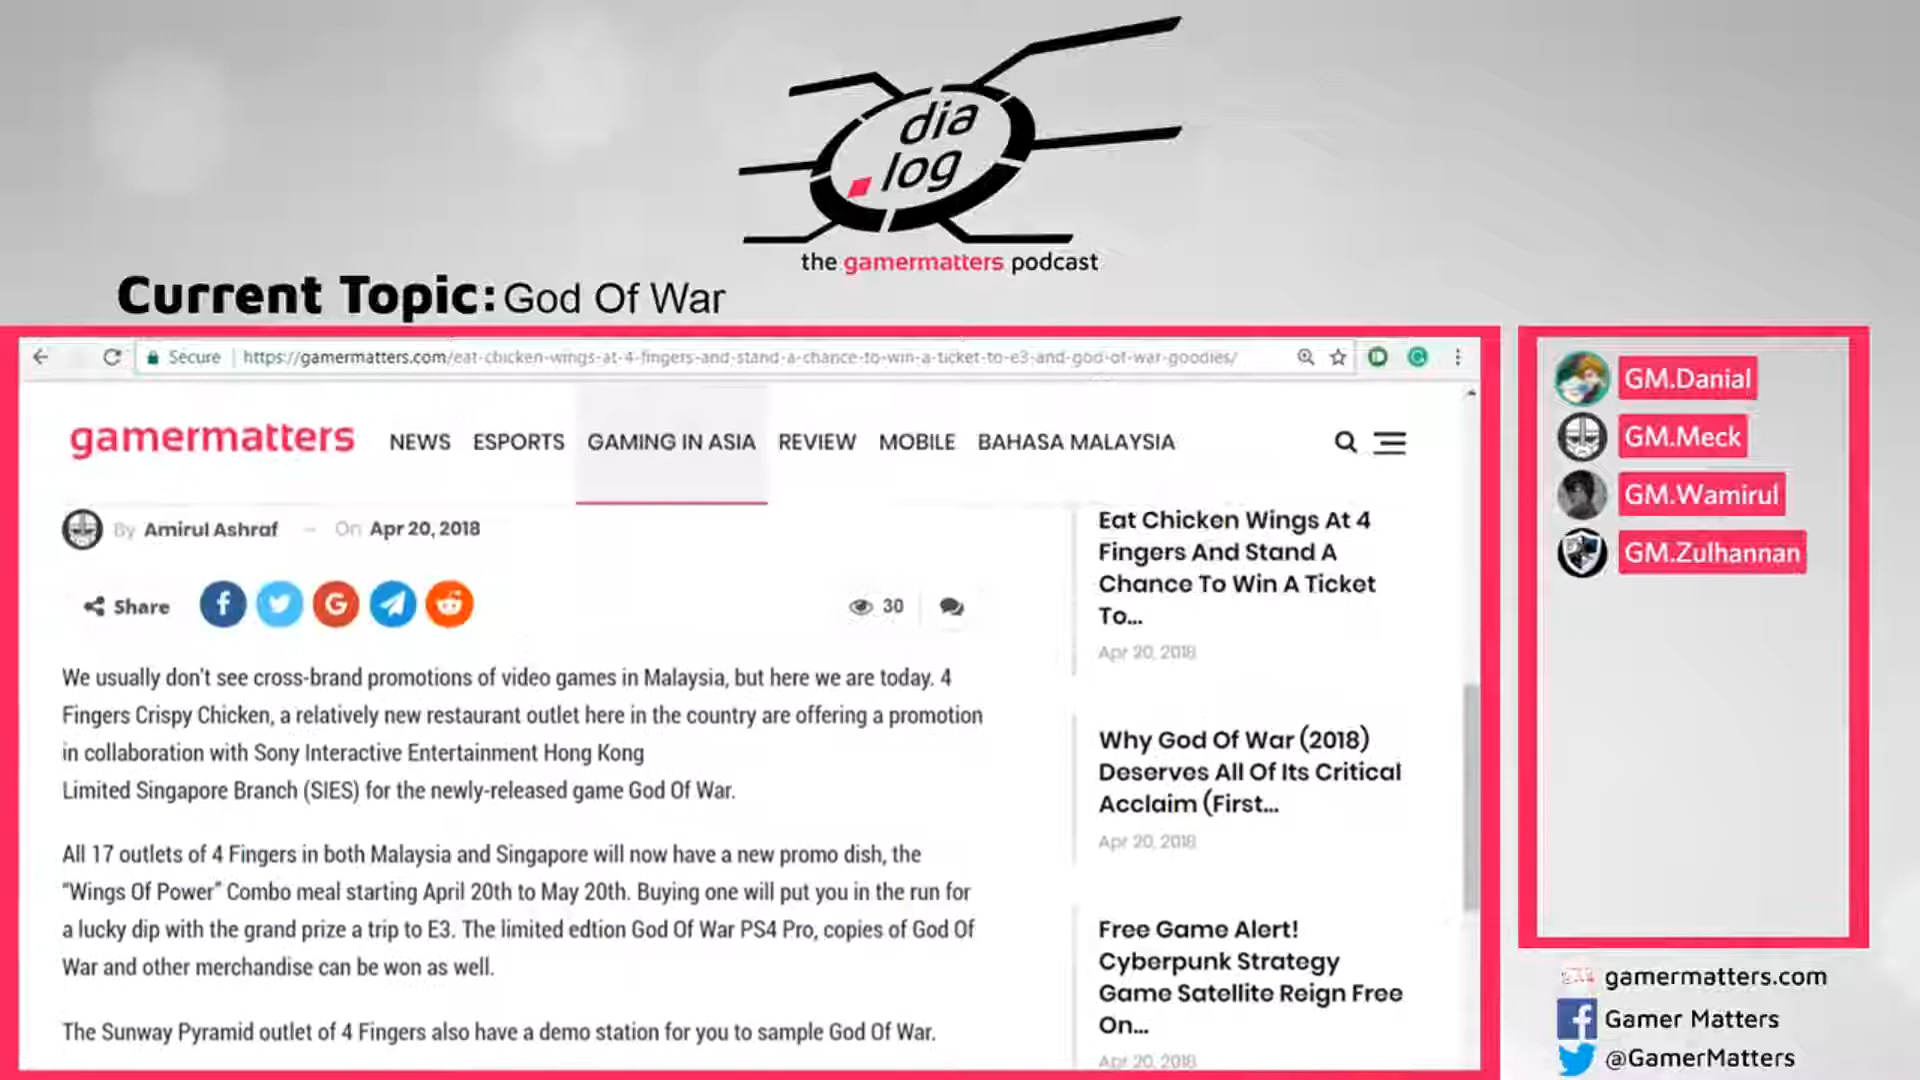 dia
.log
the gamermatters podcast
Current Topic: God Of War
Secure | https://gamermatters.com/eat-chicken-wings-at-4-fingers-and-stand-a-chance-to-win-a-ticket-to-e3-and-god-of-war-goodies/
gamermatters NEWS ESPORTS GAMING IN ASIA REVIEW MOBILE BAHASA MALAYSIA
By Amirul Ashraf – On Apr 20, 2018
Share 30
We usually don't see cross-brand promotions of video games in Malaysia, but here we are today. 4
Fingers Crispy Chicken, a relatively new restaurant outlet here in the country are offering a promotion
in collaboration with Sony Interactive Entertainment Hong Kong
Limited Singapore Branch (SIES) for the newly-released game God Of War.
All 17 outlets of 4 Fingers in both Malaysia and Singapore will now have a new promo dish, the
“Wings Of Power” Combo meal starting April 20th to May 20th. Buying one will put you in the run for
a lucky dip with the grand prize a trip to E3. The limited edtion God Of War PS4 Pro, copies of God Of
War and other merchandise can be won as well.
The Sunway Pyramid outlet of 4 Fingers also have a demo station for you to sample God Of War.
Eat Chicken Wings At 4
Fingers And Stand A
Chance To Win A Ticket
To...
Apr 20, 2018
Why God Of War (2018)
Deserves All Of Its Critical
Acclaim (First...
Apr 20, 2018
Free Game Alert!
Cyberpunk Strategy
Game Satellite Reign Free
On...
Apr 20, 2018
GM.Danial
GM.Meck
GM.Wamirul
GM.Zulhannan
gamermatters.com
Gamer Matters
@GamerMatters